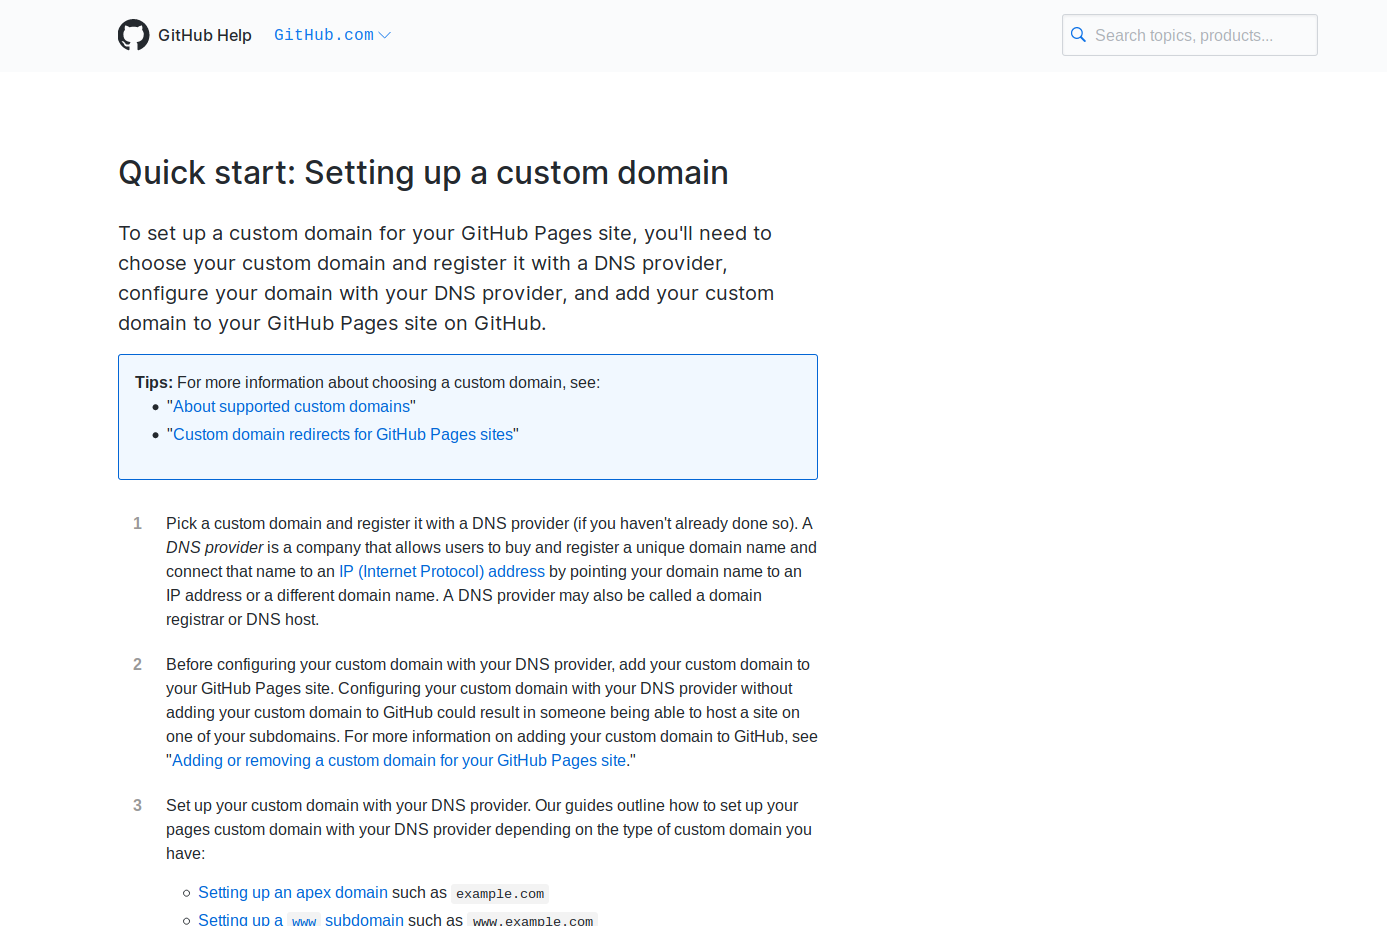 GitHub Help GitHub.com Search topics, products...
Quick start: Setting up a custom domain
To set up a custom domain for your GitHub Pages site, you'll need to
choose your custom domain and register it with a DNS provider,
configure your domain with your DNS provider, and add your custom
domain to your GitHub Pages site on GitHub.
Tips: For more information about choosing a custom domain, see:
"About supported custom domains"
"Custom domain redirects for GitHub Pages sites"
1 Pick a custom domain and register it with a DNS provider (if you haven't already done so). A
DNS provider is a company that allows users to buy and register a unique domain name and
connect that name to an IP (Internet Protocol) address by pointing your domain name to an
IP address or a different domain name. A DNS provider may also be called a domain
registrar or DNS host.
2 Before configuring your custom domain with your DNS provider, add your custom domain to
your GitHub Pages site. Configuring your custom domain with your DNS provider without
adding your custom domain to GitHub could result in someone being able to host a site on
one of your subdomains. For more information on adding your custom domain to GitHub, see
"Adding or removing a custom domain for your GitHub Pages site."
3 Set up your custom domain with your DNS provider. Our guides outline how to set up your
pages custom domain with your DNS provider depending on the type of custom domain you
have:
Setting up an apex domain such as example.com
Setting up a www subdomain such as www.example.com